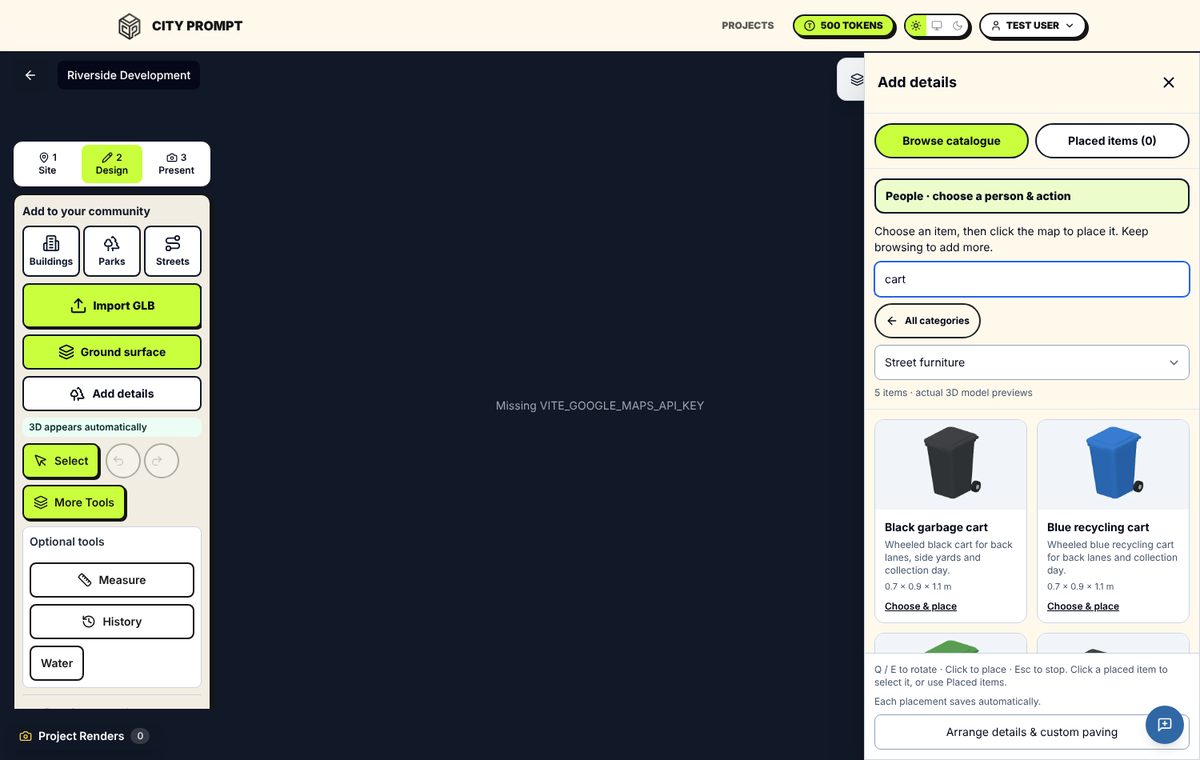 CITY PROMPT
PROJECTS
500 TOKENS
TEST USER
Riverside Development
1
Site
2
Design
3
Present
Add to your community
Buildings
Parks
Streets
Import GLB
Ground surface
Add details
3D appears automatically
Select
More Tools
Optional tools
Measure
History
Water
Project Renders 0
Missing VITE_GOOGLE_MAPS_API_KEY
Add details
Browse catalogue
Placed items (0)
People · choose a person & action
Choose an item, then click the map to place it. Keep
browsing to add more.
cart
All categories
Street furniture
5 items · actual 3D model previews
Black garbage cart
Wheeled black cart for back
lanes, side yards and
collection day.
0.7 × 0.9 × 1.1 m
Choose & place
Blue recycling cart
Wheeled blue recycling cart
for back lanes and collection
day.
0.7 × 0.9 × 1.1 m
Choose & place
Q / E to rotate · Click to place · Esc to stop. Click a placed item to
select it, or use Placed items.
Each placement saves automatically.
Arrange details & custom paving